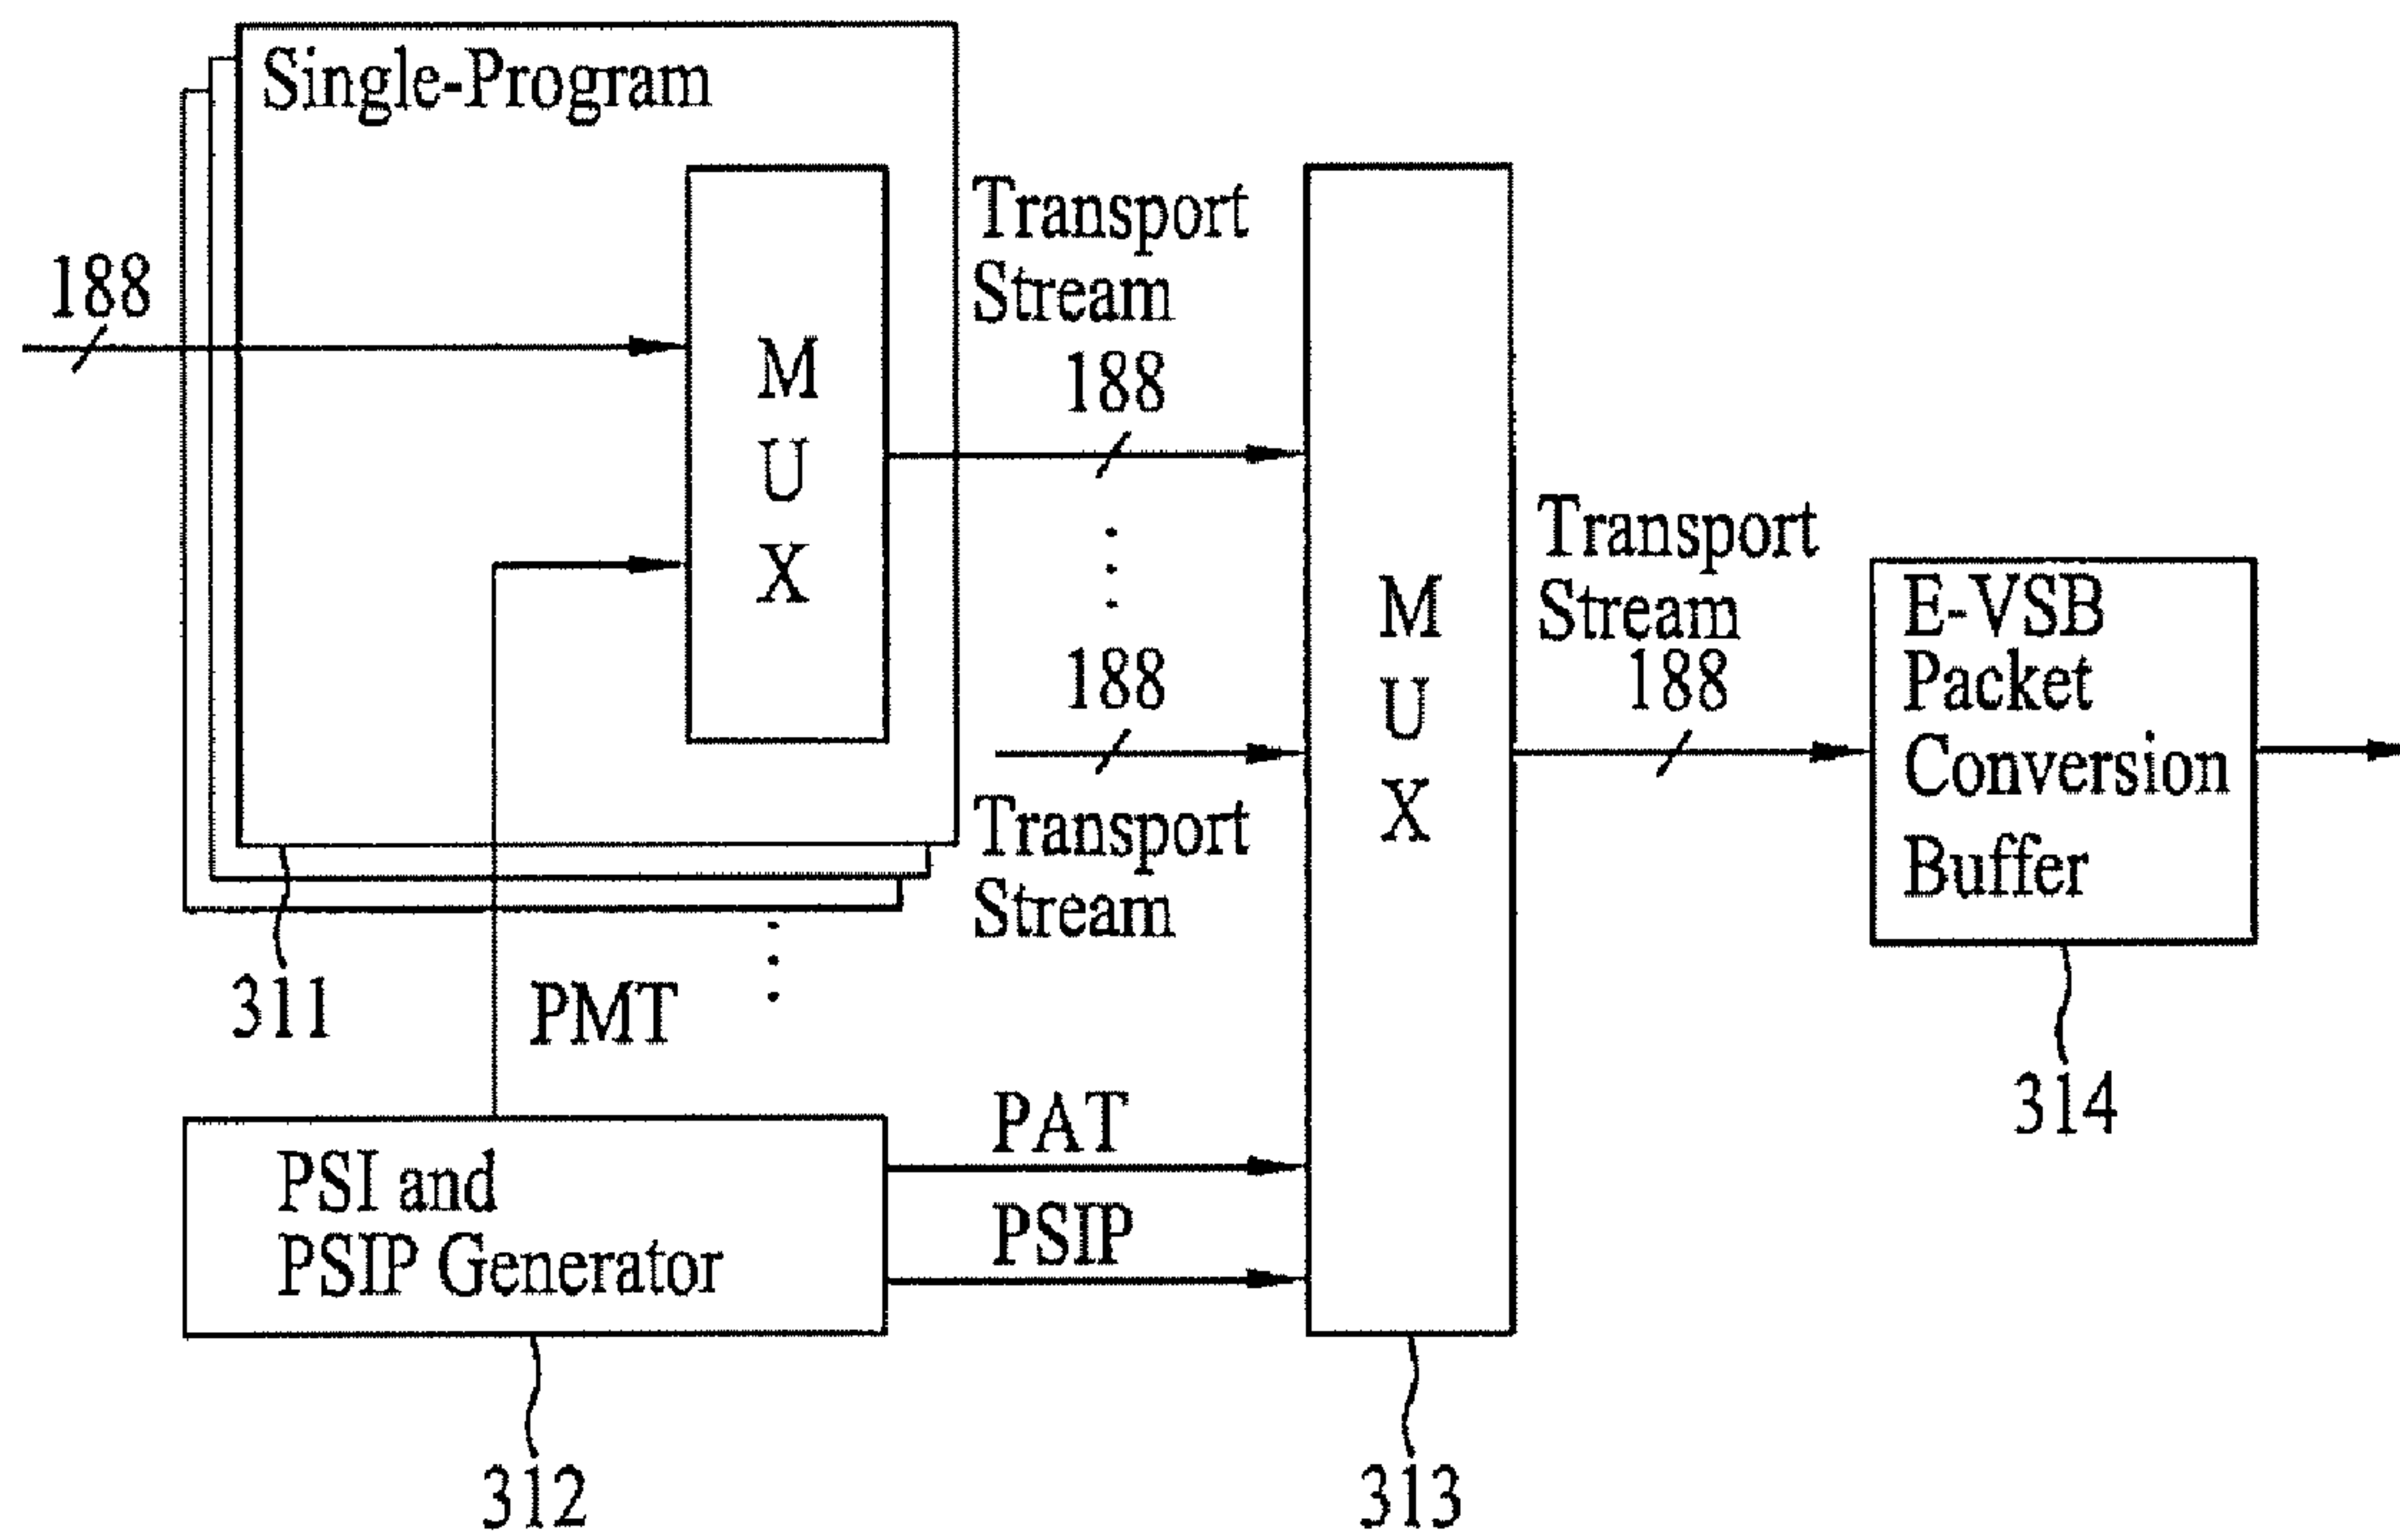 Single-Program
188
M
U
X
Transport
Stream
188
188
Transport
Stream
M
U
X
Transport
Stream
188
E-VSB
Packet
Conversion
Buffer
311
PMT
314
PSI and
PSIP Generator
PAT
PSIP
312
313